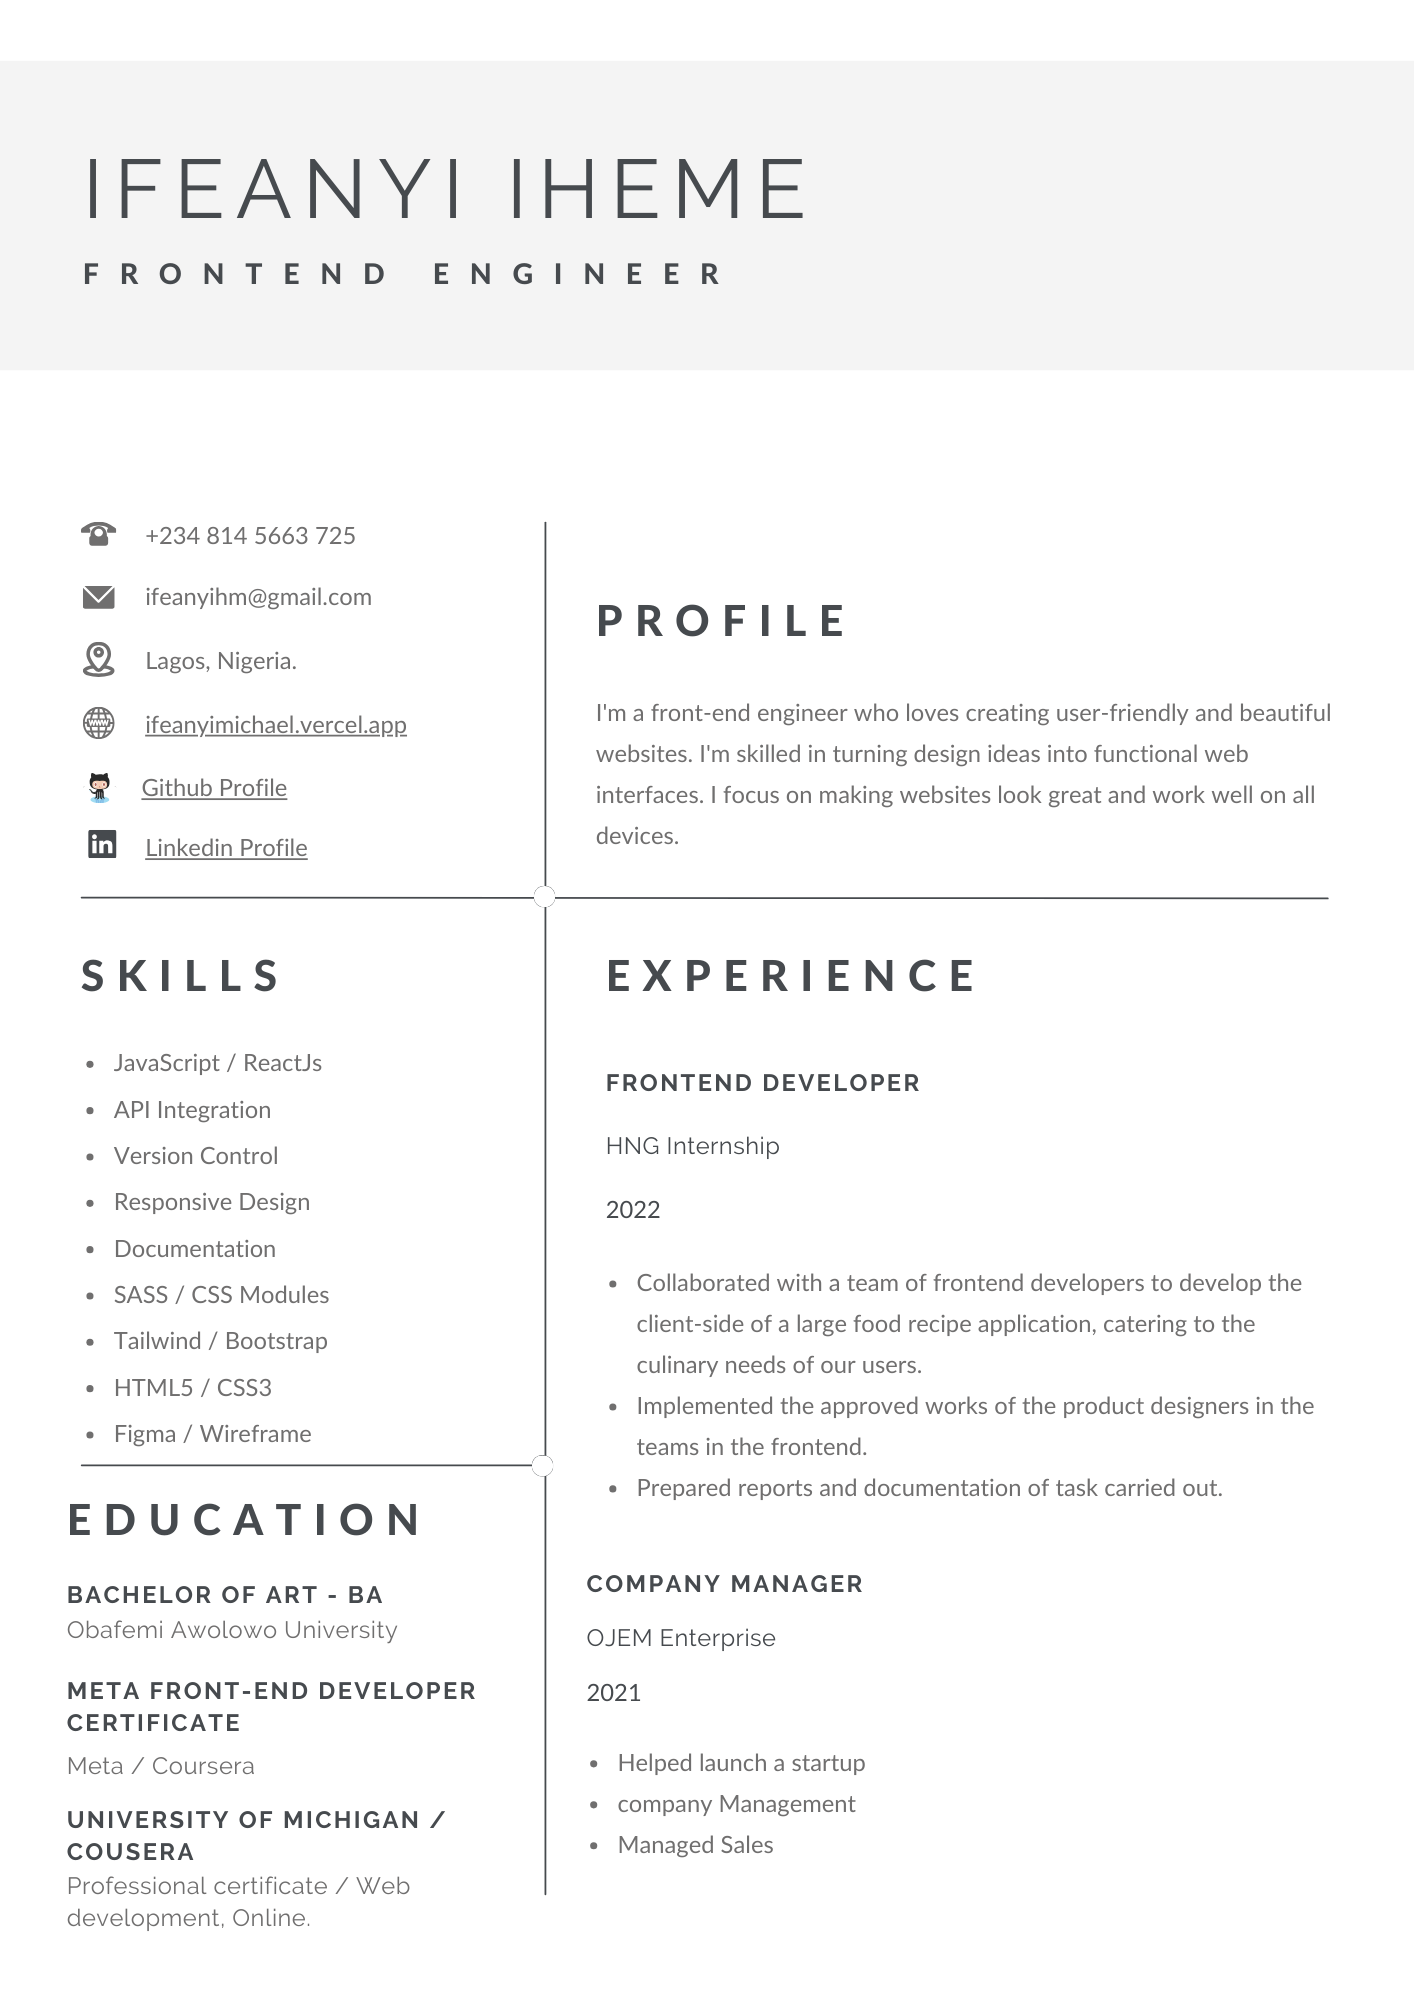 IFEANYI IHEME
FRONTEND ENGINEER
+234 814 5663 725
ifeanyihm@gmail.com
Lagos, Nigeria.
ifeanyimichael.vercel.app
Github Profile
Linkedin Profile
PROFILE
I'm a front-end engineer who loves creating user-friendly and beautiful
websites. I'm skilled in turning design ideas into functional web
interfaces. I focus on making websites look great and work well on all
devices.
SKILLS
• JavaScript / ReactJs
• API Integration
• Version Control
• Responsive Design
• Documentation
• SASS / CSS Modules
• Tailwind / Bootstrap
• HTML5 / CSS3
• Figma / Wireframe
EDUCATION
BACHELOR OF ART - BA
Obafemi Awolowo University
META FRONT-END DEVELOPER
CERTIFICATE
Meta / Coursera
UNIVERSITY OF MICHIGAN /
COUSERA
Professional certificate / Web
development, Online.
EXPERIENCE
FRONTEND DEVELOPER
HNG Internship
2022
• Collaborated with a team of frontend developers to develop the
client-side of a large food recipe application, catering to the
culinary needs of our users.
• Implemented the approved works of the product designers in the
teams in the frontend.
• Prepared reports and documentation of task carried out.
COMPANY MANAGER
OJEM Enterprise
2021
• Helped launch a startup
• company Management
• Managed Sales